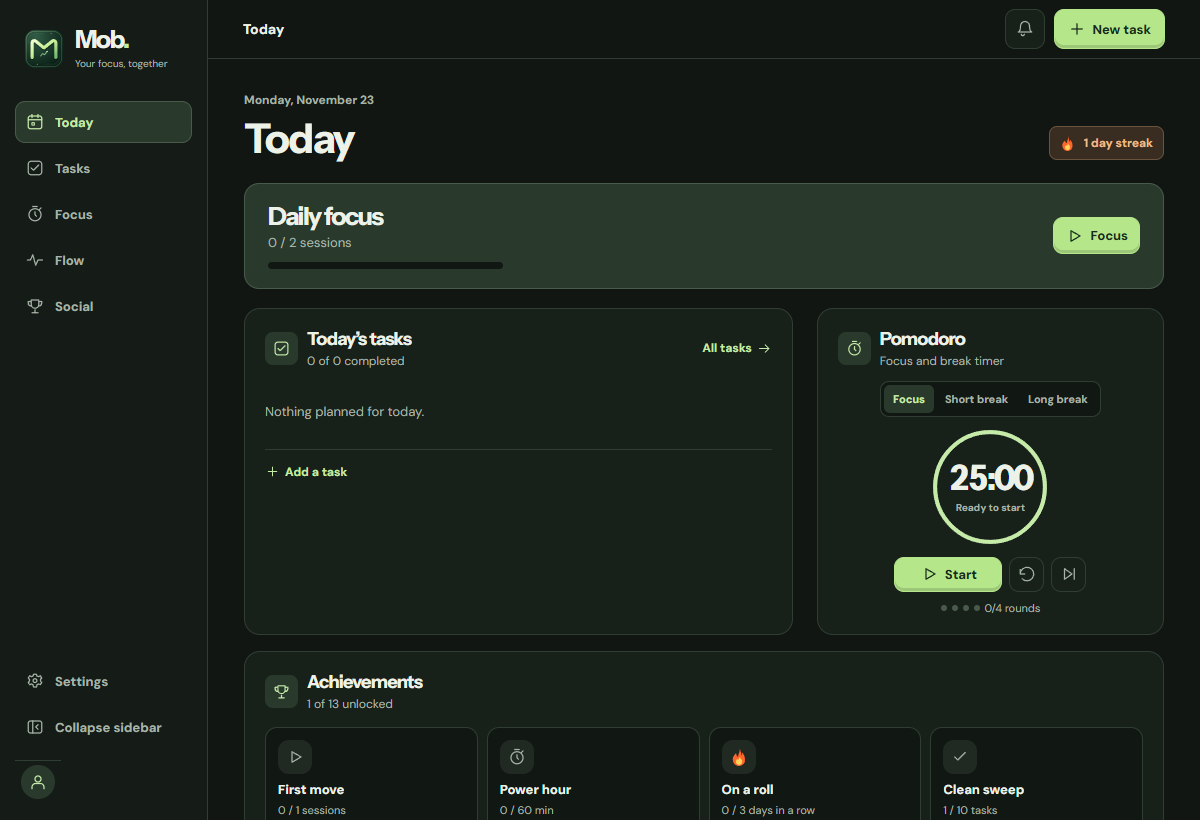 Mob.
Your focus, together
Today
Tasks
Focus
Flow
Social
Settings
Collapse sidebar
Today
New task
Monday, November 23
Today
1 day streak
Daily focus
0 / 2 sessions
Focus
Today's tasks
0 of 0 completed
All tasks →
Nothing planned for today.
+ Add a task
Pomodoro
Focus and break timer
Focus Short break Long break
25:00
Ready to start
Start
0/4 rounds
Achievements
1 of 13 unlocked
First move
0 / 1 sessions
Power hour
0 / 60 min
On a roll
0 / 3 days in a row
Clean sweep
1 / 10 tasks